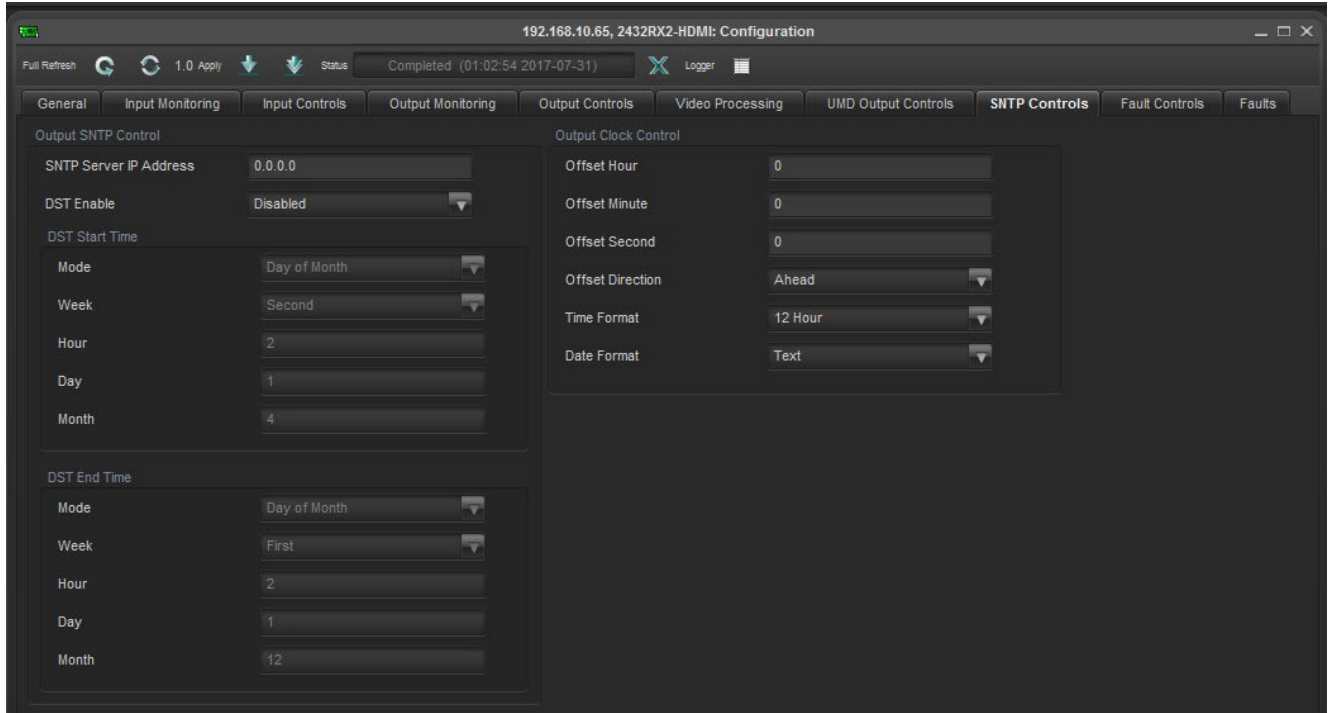 192.168.10.65, 2432RX2-HDMI: Configuration
Full Refresh 1.0 Apply Status Completed (01:02:54 2017-07-31) Logger
General Input Monitoring Input Controls Output Monitoring Output Controls Video Processing UMD Output Controls SNTP Controls Fault Controls Faults
Output SNTP Control
SNTP Server IP Address 0.0.0.0
DST Enable Disabled
DST Start Time
Mode Day of Month
Week Second
Hour 2
Day 1
Month 4
DST End Time
Mode Day of Month
Week First
Hour 2
Day 1
Month 12
Output Clock Control
Offset Hour 0
Offset Minute 0
Offset Second 0
Offset Direction Ahead
Time Format 12 Hour
Date Format Text